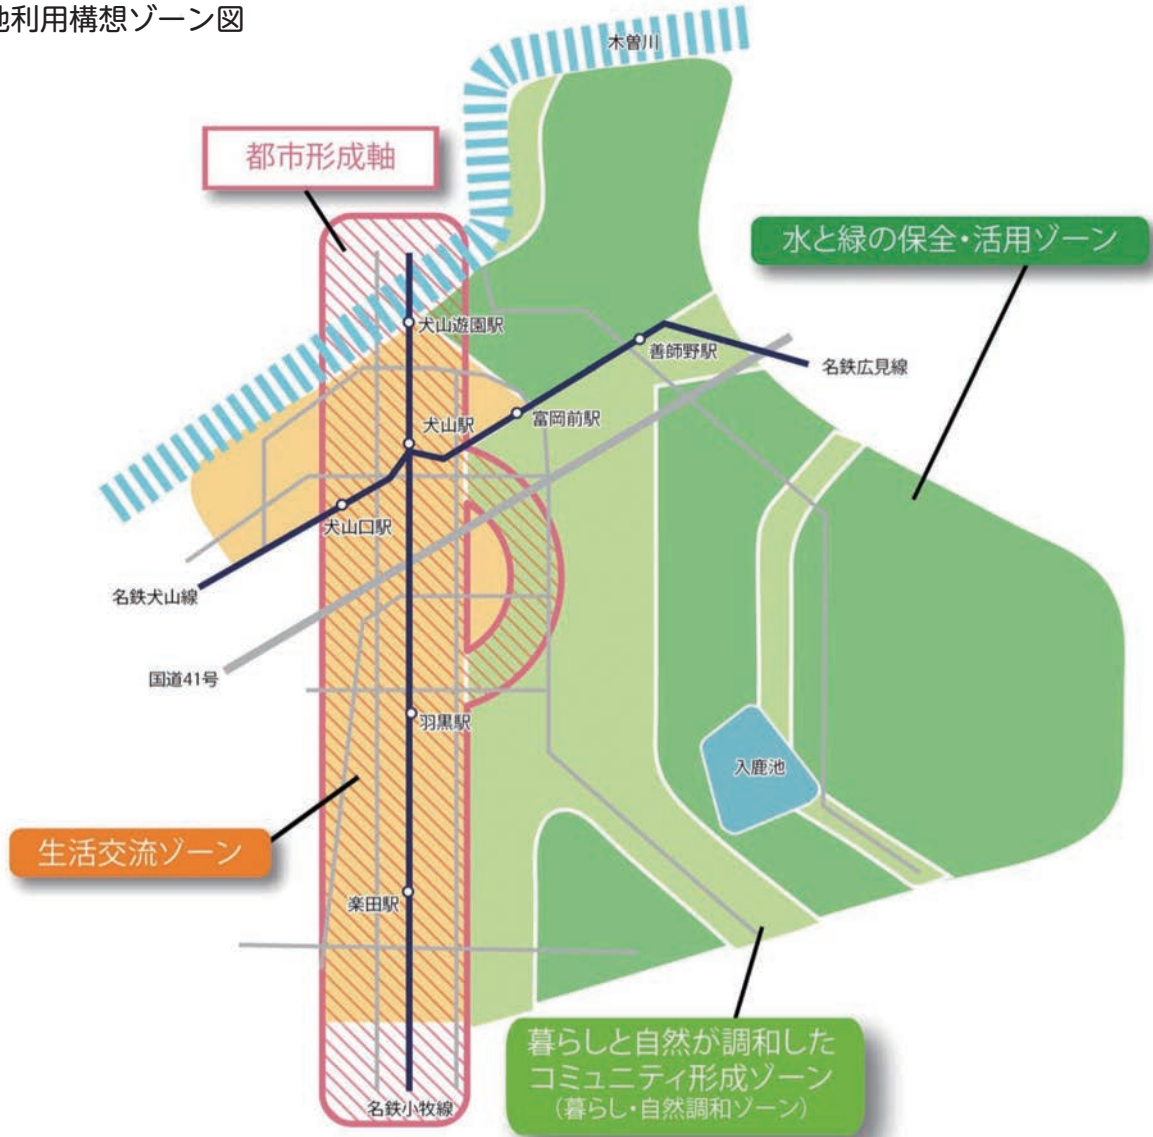 地利用構想ゾーン図
木曽川
都市形成軸
水と緑の保全・活用ゾーン
犬山遊園駅
善師野駅
名鉄広見線
犬山駅
富岡前駅
犬山口駅
名鉄犬山線
国道41号
羽黒駅
入鹿池
生活交流ゾーン
楽田駅
暮らしと自然が調和した
コミュニティ形成ゾーン
(暮らし・自然調和ゾーン)
名鉄小牧線